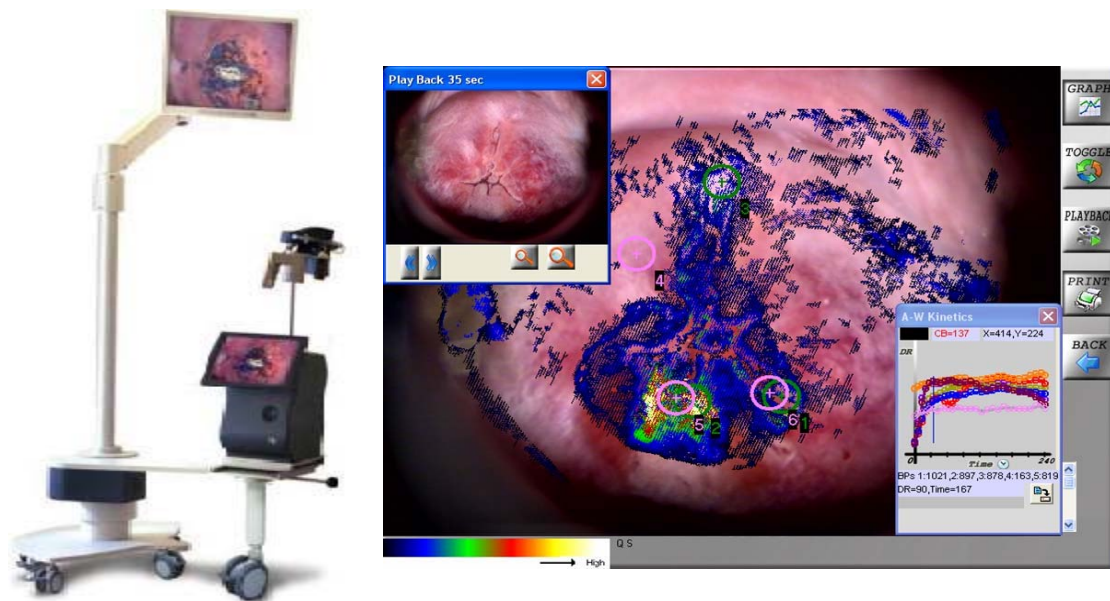 Play Back 35 sec
3
4
5
2
6
1
GRAPH
TOGGLE
PLAYBACK
PRINT
BACK
A-W Kinetics
CB=137
X=414,Y=224
DR
0
Time
240
BPs 1:1021,2:897,3:878,4:163,5:819
DR=90,Time=167
High
Q S